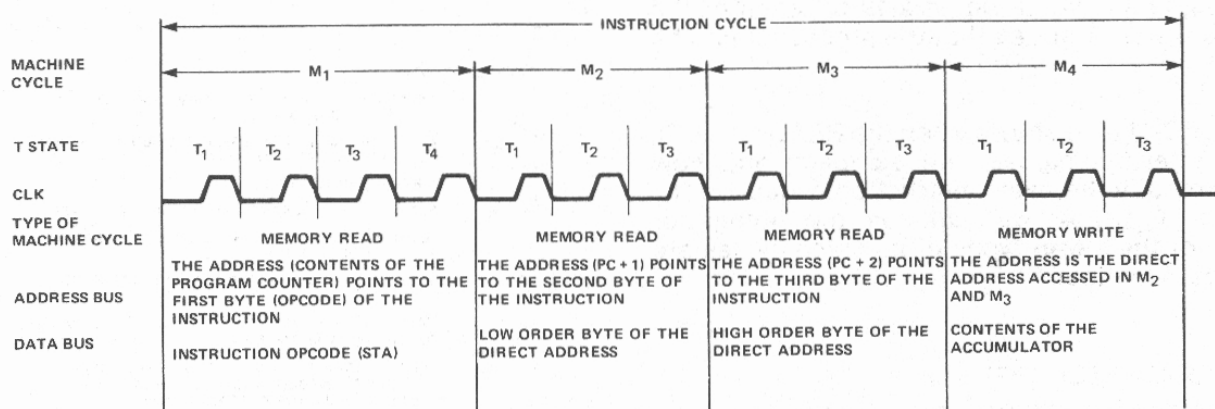 INSTRUCTION CYCLE
MACHINE
CYCLE
M1 M2 M3 M4
T STATE
T1 T2 T3 T4 T1 T2 T3 T1 T2 T3 T1 T2 T3
CLK
TYPE OF
MACHINE CYCLE
MEMORY READ MEMORY READ MEMORY READ MEMORY WRITE
ADDRESS BUS
THE ADDRESS (CONTENTS OF THE
PROGRAM COUNTER) POINTS TO THE
FIRST BYTE (OPCODE) OF THE
INSTRUCTION
THE ADDRESS (PC + 1) POINTS
TO THE SECOND BYTE OF
THE INSTRUCTION
THE ADDRESS (PC + 2) POINTS
TO THE THIRD BYTE OF THE
INSTRUCTION
THE ADDRESS IS THE DIRECT
ADDRESS ACCESSED IN M2
AND M3
DATA BUS
INSTRUCTION OPCODE (STA)
LOW ORDER BYTE OF THE
DIRECT ADDRESS
HIGH ORDER BYTE OF THE
DIRECT ADDRESS
CONTENTS OF THE
ACCUMULATOR